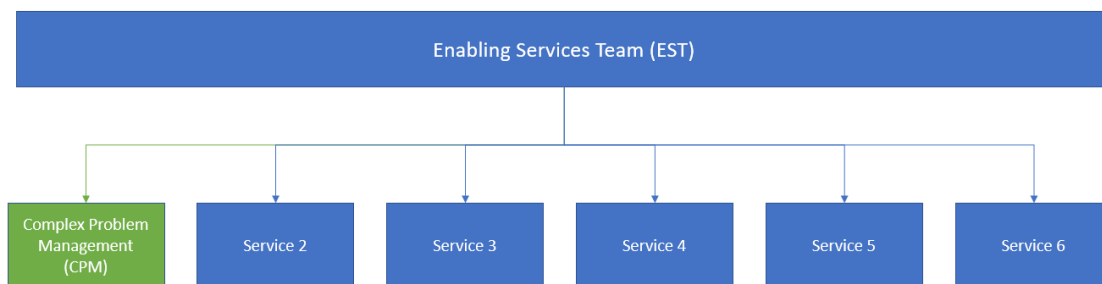 Enabling Services Team (EST)
Complex Problem
Management
(CPM)
Service 2
Service 3
Service 4
Service 5
Service 6